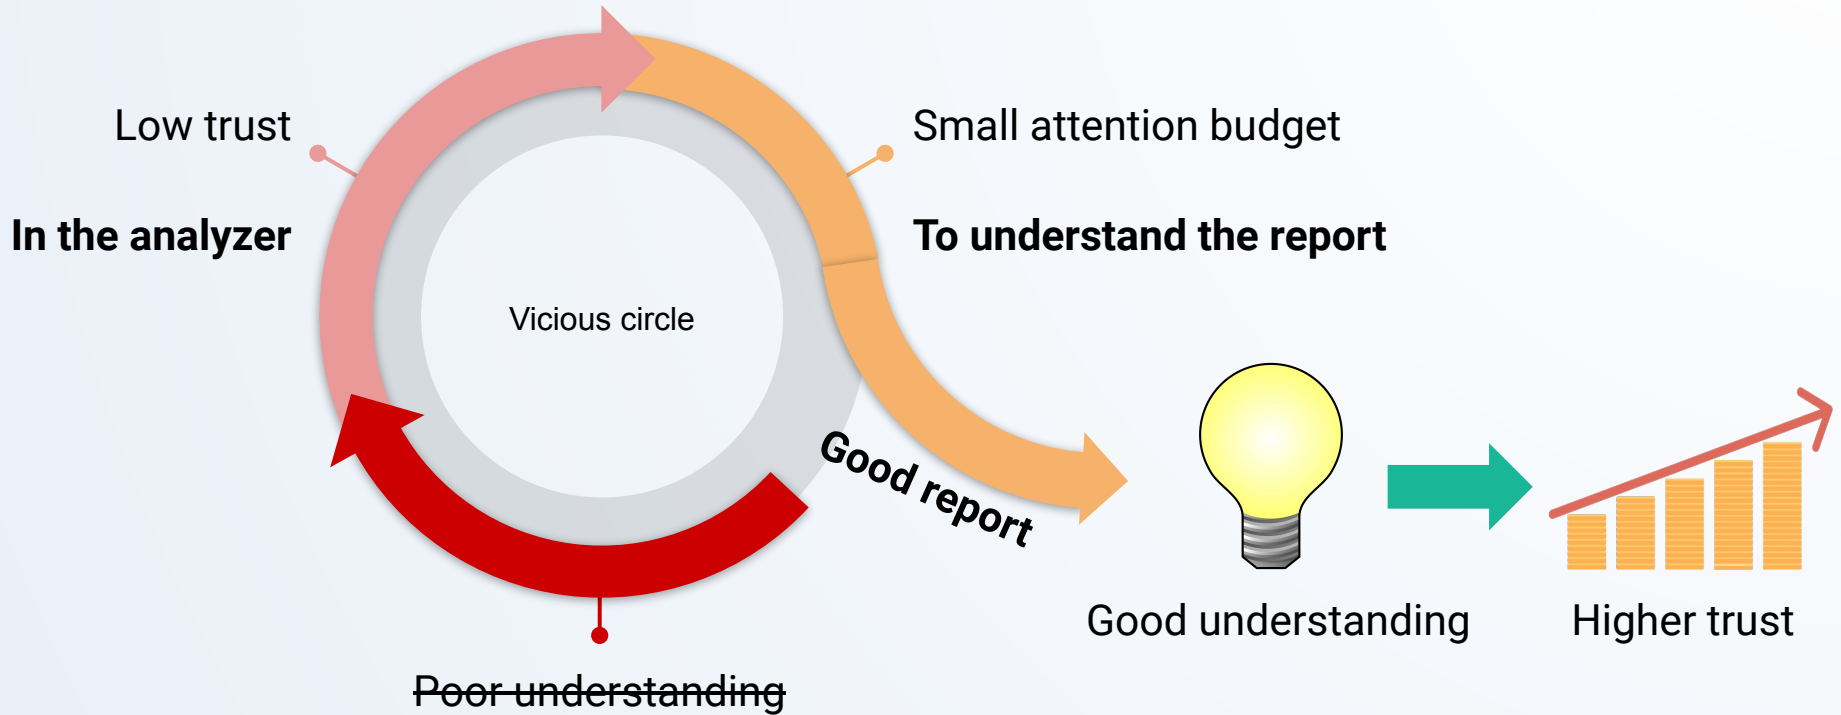 Low trust
In the analyzer
Small attention budget
To understand the report
Vicious circle
Good report
Good understanding
Higher trust
Poor understanding